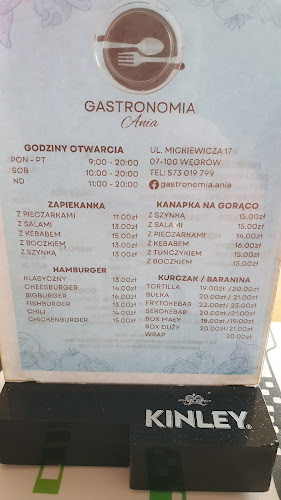 GASTRONOMIA
Ania
GODZINY OTWARCIA
PON - PT 9:00 - 20:00
SOB 10:00 - 20:00
ND 11:00 - 20:00
UL. MICKIEWICZA 17
07-100 WĘGRÓW
TEL: 573 019 799
gastronomia.ania
ZAPIEKANKA
Z PIECZARKAMI 11.00zł
Z SALAMI 13.00zł
Z KEBABEM 15.00zł
Z BOCZKIEM 13.00zł
Z SZYNKĄ 13.00zł
KANAPKA NA GORĄCO
Z SZYNKĄ 15.00zł
Z SALAMI 15.00zł
Z PIECZARKAMI 14.00zł
Z KEBABEM 16.00zł
Z TUŃCZYKIEM 15.00zł
Z BOCZKIEM 15.00zł
HAMBURGER
KLASYCZNY 13.00zł
CHEESBURGER 14.00zł
BIGBURGER 16.00zł
FISHBURGER 13.00zł
CHILI 14.00zł
CHICKENBURGER 15.00zł
KURCZAK / BARANINA
TORTILLA 19.00zł/20.00zł
BUŁKA 20.00zł/21.00zł
FRYTOKEBAB 22.00zł/23.00zł
SEROKEBAB 20.00zł/21.00zł
BOX MAŁY 18.00zł/19.00zł
BOX DUŻY 20.00zł/21.00zł
WRAP 20.00zł
KINLEY